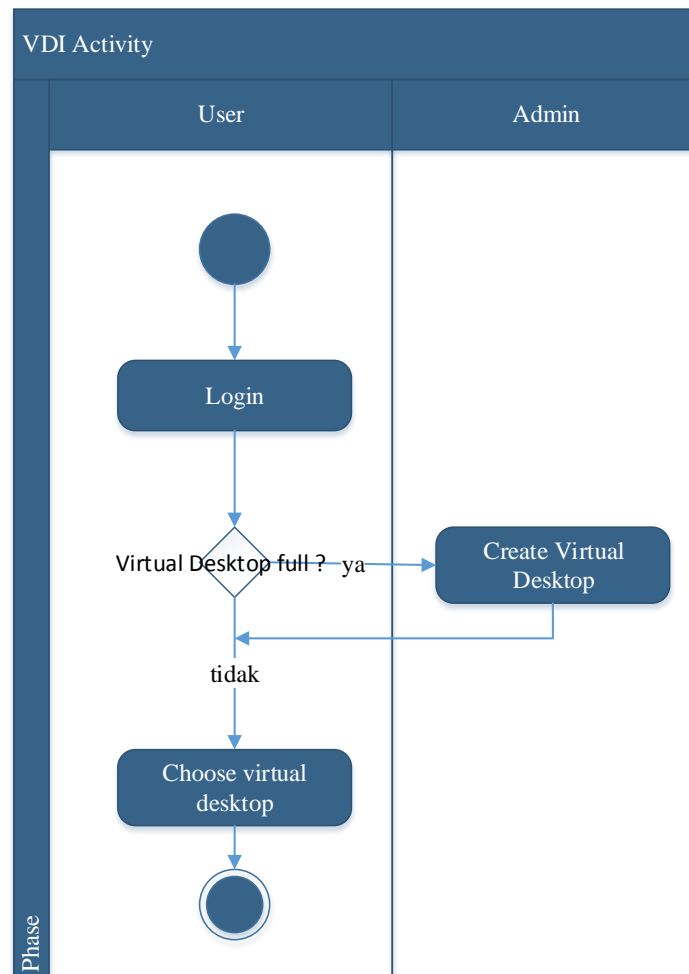 VDI Activity
User
Admin
Login
Virtual Desktop full ?
ya
Create Virtual
Desktop
tidak
Choose virtual
desktop
Phase